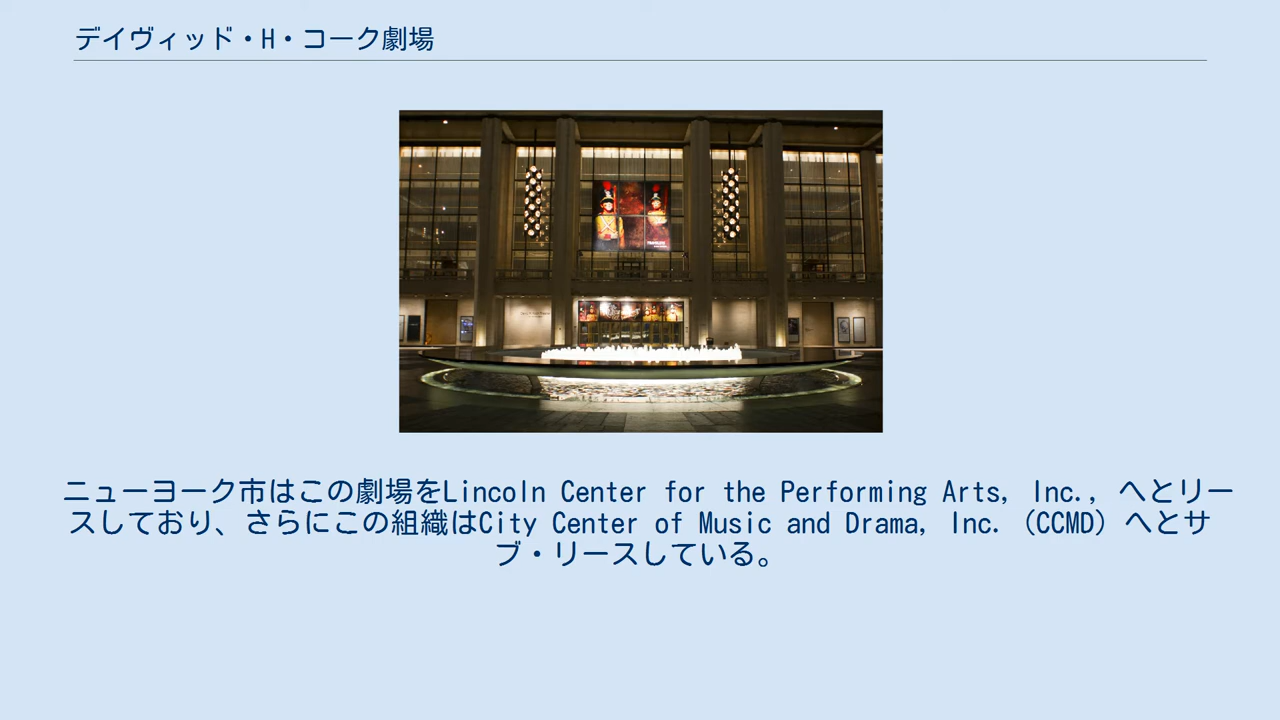 デイヴィッド・H・コーク劇場
ニューヨーク市はこの劇場をLincoln Center for the Performing Arts, Inc., へとリー
スしており、さらにこの組織はCity Center of Music and Drama, Inc. (CCMD) へとサ
ブ・リースしている。